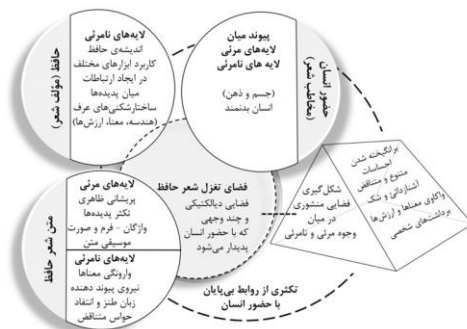 پیوند میان
لایه‌های مرئی
لایه های نامرئی
(جسم و ذهن)
انسان بدنمند
حضور انسان
(مخاطب شعر)
لایه‌های نامرئی
اندیشه‌ی حافظ
کاربرد ابزارهای مختلف
در ایجاد ارتباطات
میان پدیده‌ها
ساختارشکنی‌های عرف
(هندسه، معنا، ارزش‌ها)
حافظ (مؤلف شعر)
برانگیخته شدن
احساسات
متنوع و متناقض
آشنازدائی و شک
واکاوی معناها و ارزش‌ها
برداشت‌های شخصی
شکل‌گیری
فضایی منشوری
در میان
وجوه مرئی و نامرئی
فضای تغزل شعر حافظ
فضایی دیالکتیکی
و چند وجهی
که با حضور انسان
پدیدار می‌شود
لایه‌های مرئی
پریشانی ظاهری
تکثر پدیده‌ها
واژگان - فرم و صورت
موسیقی متن
لایه‌های نامرئی
وارونگی معناها
نیروی پیوند دهنده
زبان طنز و انتقاد
حواس متناقض
متن شعر حافظ
تکثری از روابط بی‌پایان
با حضور انسان